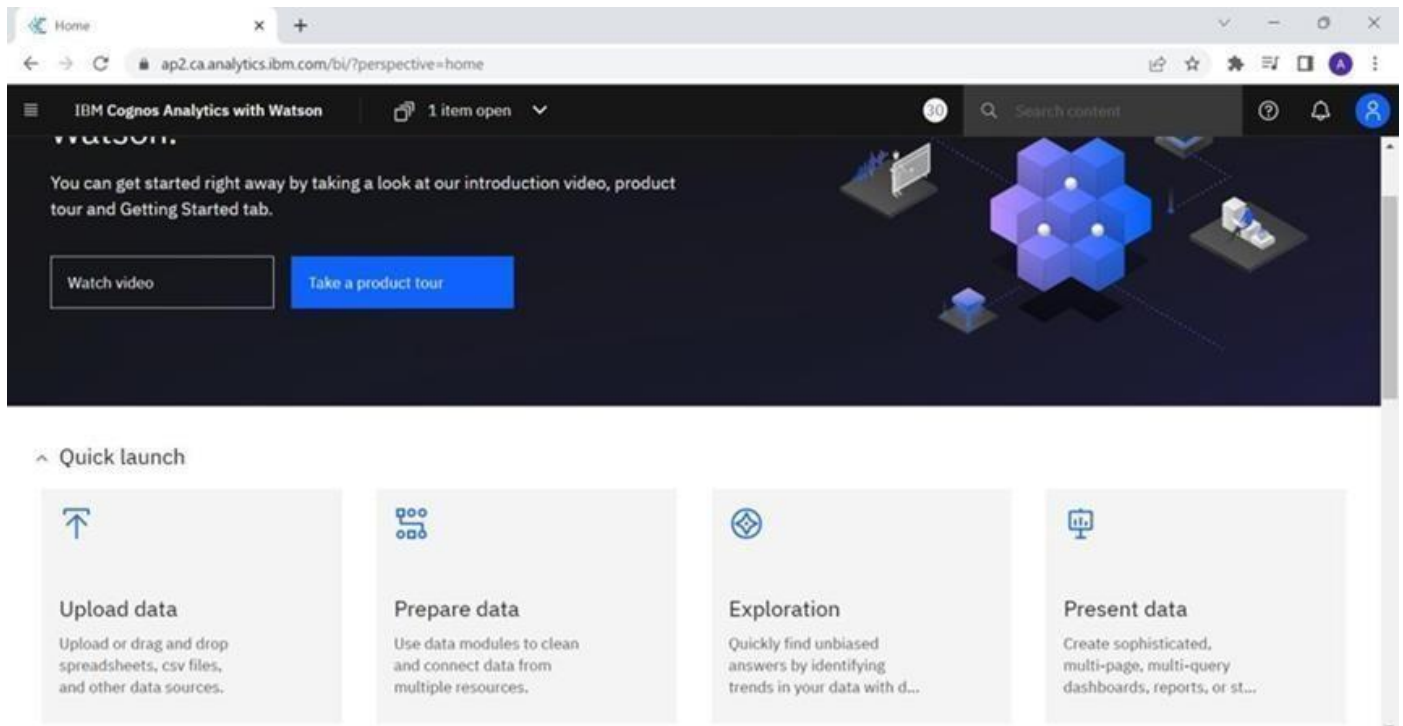 Home
ap2.ca.analytics.ibm.com/bi/?perspective=home
A
IBM Cognos Analytics with Watson
1 item open
30
Search content
Watson.
You can get started right away by taking a look at our introduction video, product
tour and Getting Started tab.
Watch video
Take a product tour
Quick launch
Upload data
Upload or drag and drop
spreadsheets, csv files,
and other data sources.
Prepare data
Use data modules to clean
and connect data from
multiple resources.
Exploration
Quickly find unbiased
answers by identifying
trends in your data with d...
Present data
Create sophisticated,
multi-page, multi-query
dashboards, reports, or st...